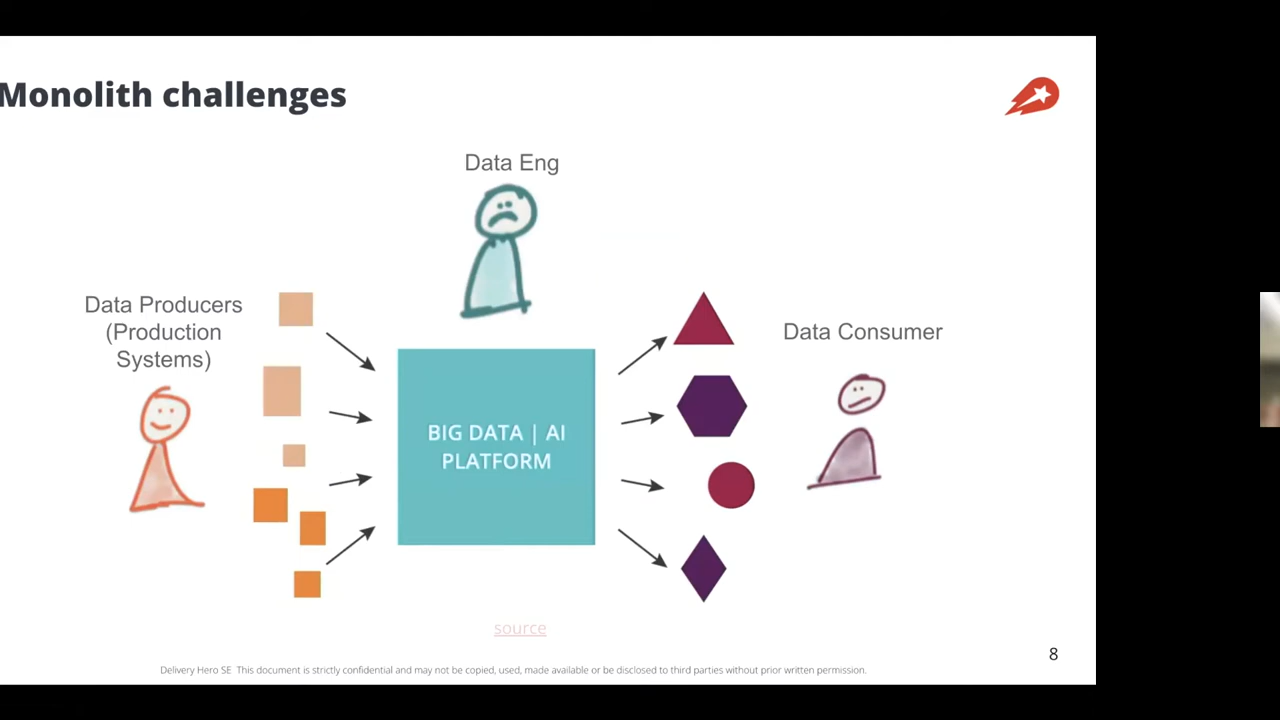 Monolith challenges
Data Eng
Data Producers
(Production
Systems)
Data Consumer
BIG DATA | AI
PLATFORM
source
Delivery Hero SE This document is strictly confidential and may not be copied, used, made available or be disclosed to third parties without prior written permission.
8